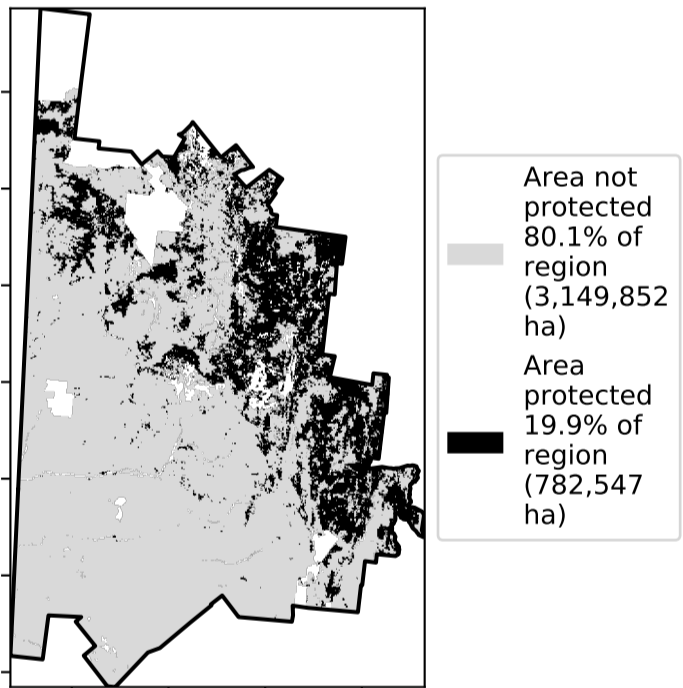 Area not
protected
80.1% of
region
(3,149,852
ha)
Area
protected
19.9% of
region
(782,547
ha)